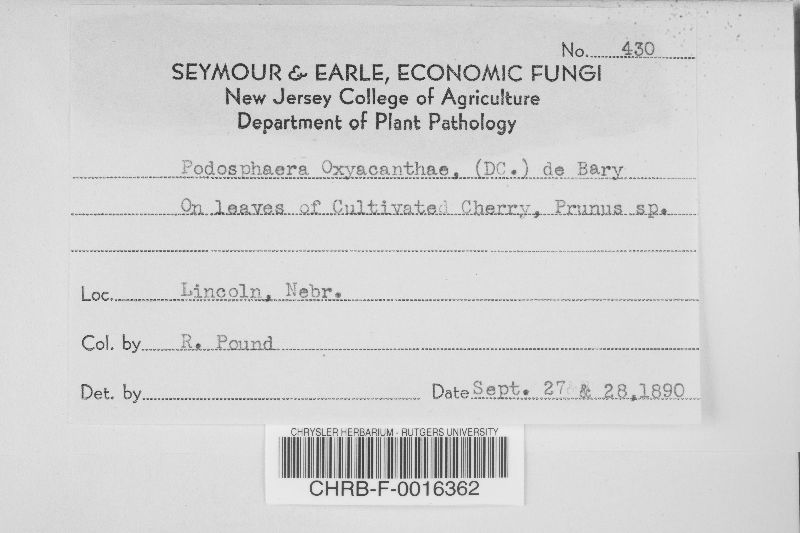 No. 430
SEYMOUR & EARLE, ECONOMIC FUNGI
New Jersey College of Agriculture
Department of Plant Pathology
Podosphaera Oxyacanthae, (DC.) de Bary
On leaves of Cultivated Cherry, Prunus sp.
Loc. Lincoln, Nebr.
Col. by R. Pound
Det. by
Date Sept. 27 & 28, 1890
CHRYSLER HERBARIUM - RUTGERS UNIVERSITY
CHRB-F-0016362